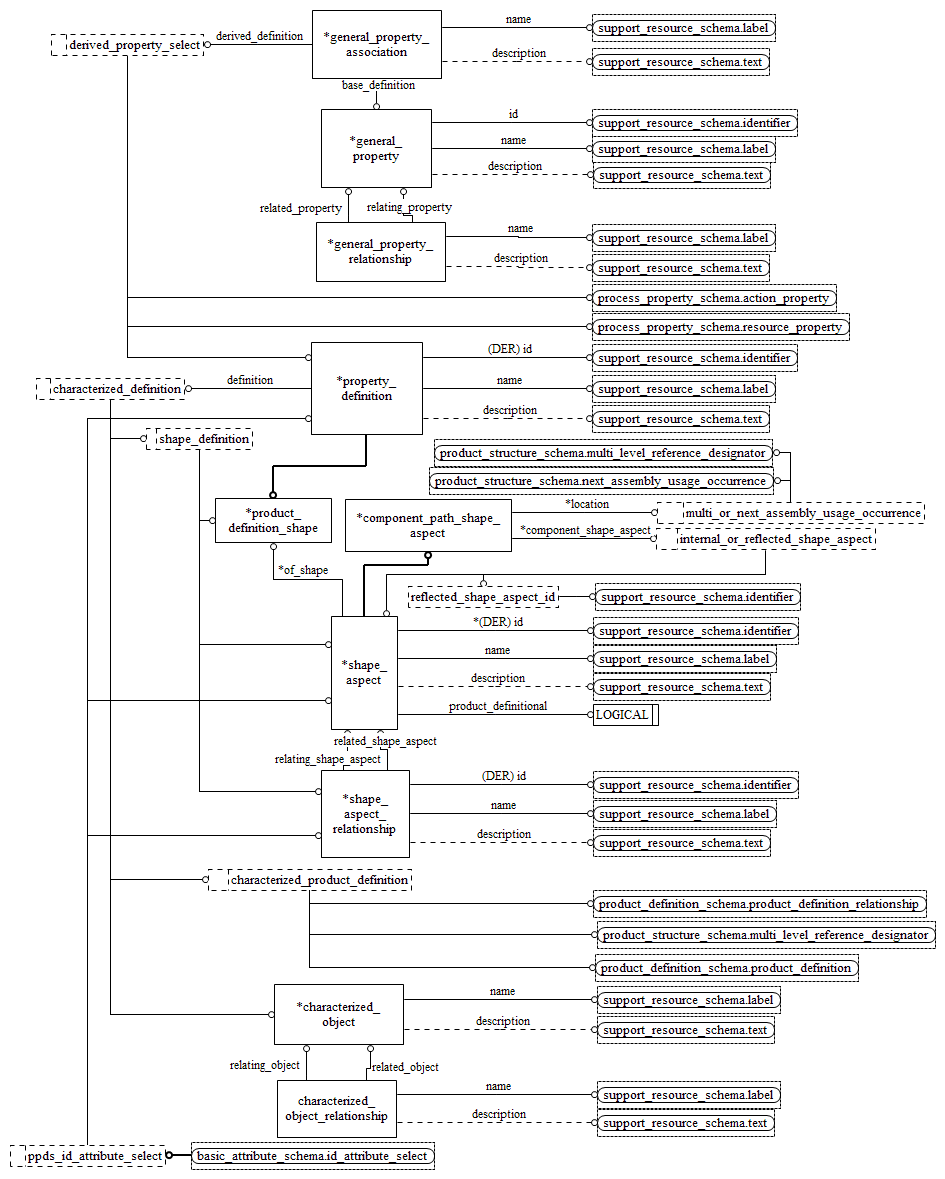 name
*general_property_
association
support_resource_schema.label
derived_definition
derived_property_select
description
support_resource_schema.text
base_definition
id
support_resource_schema.identifier
*general_
property
name
support_resource_schema.label
description
support_resource_schema.text
related_property
relating_property
name
support_resource_schema.label
*general_property_
relationship
description
support_resource_schema.text
process_property_schema.action_property
process_property_schema.resource_property
(DER) id
support_resource_schema.identifier
characterized_definition
definition
*property_
definition
name
support_resource_schema.label
description
support_resource_schema.text
shape_definition
product_structure_schema.multi_level_reference_designator
product_structure_schema.next_assembly_usage_occurrence
*product_
definition_shape
*component_path_shape_
aspect
*location
multi_or_next_assembly_usage_occurrence
*component_shape_aspect
internal_or_reflected_shape_aspect
*of_shape
reflected_shape_aspect_id
support_resource_schema.identifier
*(DER) id
support_resource_schema.identifier
*shape_
aspect
name
support_resource_schema.label
description
support_resource_schema.text
product_definitional
LOGICAL
related_shape_aspect
relating_shape_aspect
(DER) id
support_resource_schema.identifier
*shape_
aspect_
relationship
name
support_resource_schema.label
description
support_resource_schema.text
characterized_product_definition
product_definition_schema.product_definition_relationship
product_structure_schema.multi_level_reference_designator
product_definition_schema.product_definition
*characterized_
object
name
support_resource_schema.label
description
support_resource_schema.text
relating_object
related_object
characterized_
object_relationship
name
support_resource_schema.label
description
support_resource_schema.text
ppds_id_attribute_select
basic_attribute_schema.id_attribute_select